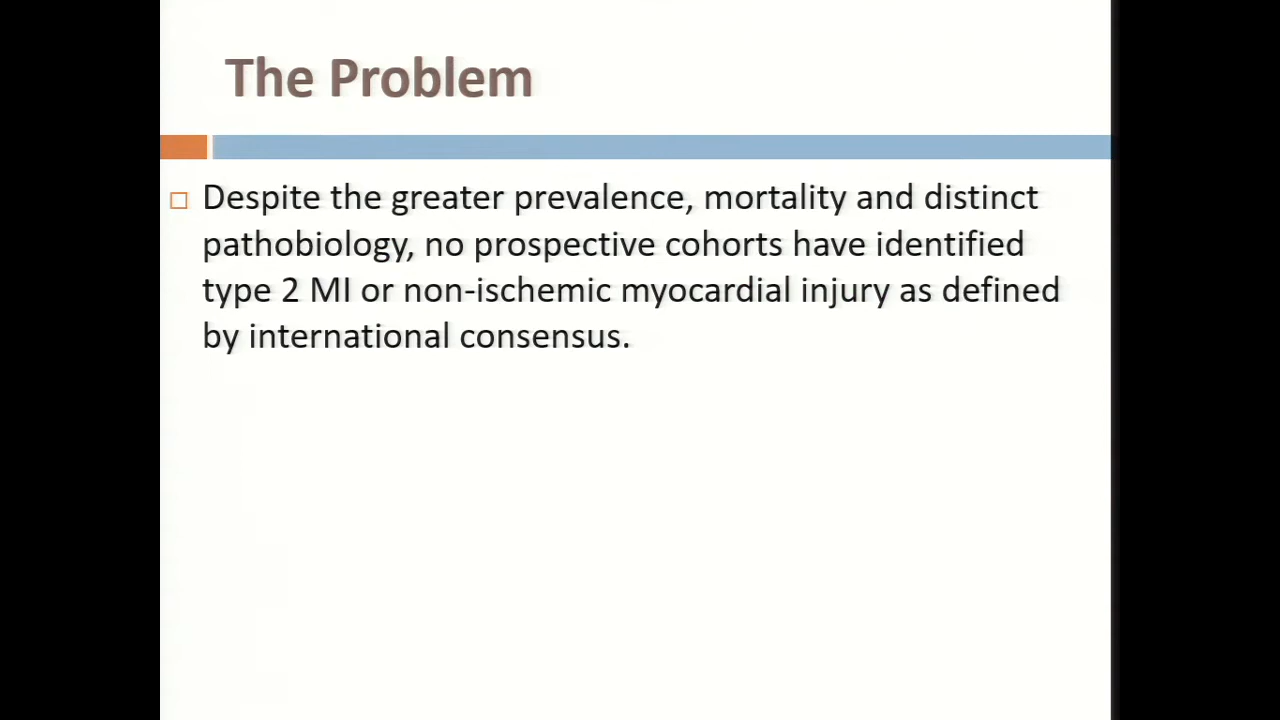 The Problem
Despite the greater prevalence, mortality and distinct
pathobiology, no prospective cohorts have identified
type 2 MI or non-ischemic myocardial injury as defined
by international consensus.